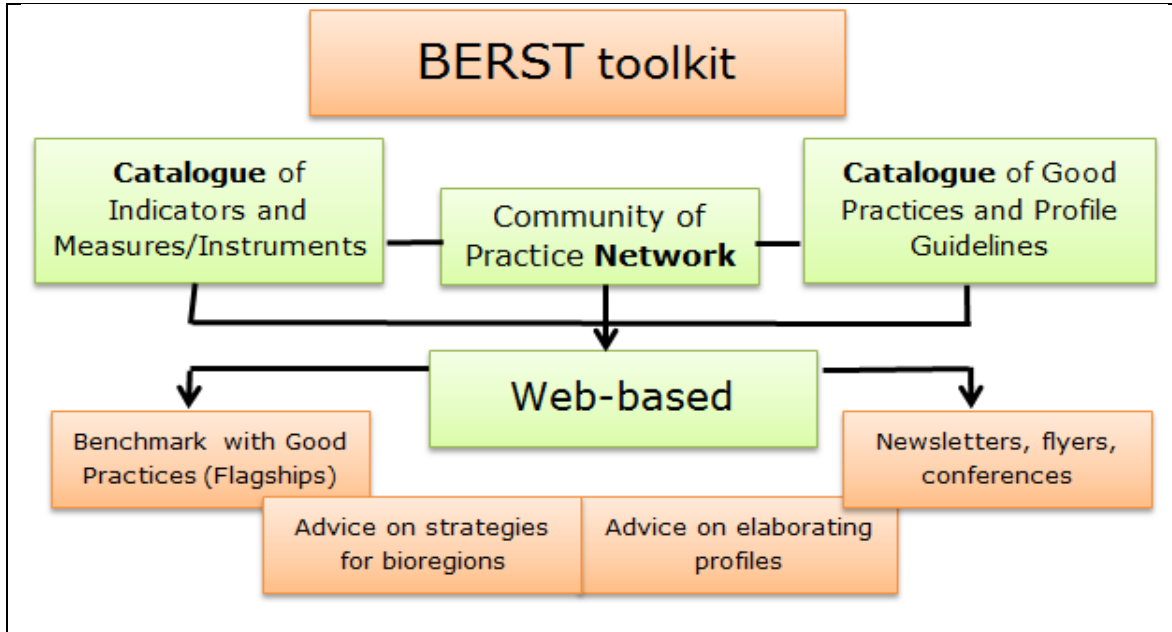 BERST toolkit
Catalogue of
Indicators and
Measures/Instruments
Community of
Practice Network
Catalogue of Good
Practices and Profile
Guidelines
Web-based
Benchmark with Good
Practices (Flagships)
Advice on strategies
for bioregions
Advice on elaborating
profiles
Newsletters, flyers,
conferences